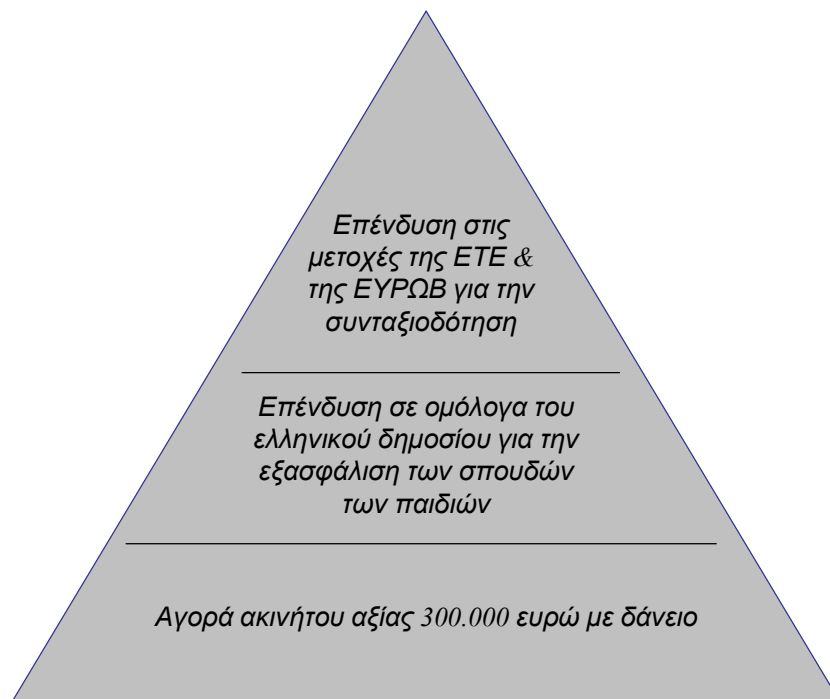 Επένδυση στις
μετοχές της ΕΤΕ &
της ΕΥΡΩΒ για την
συνταξιοδότηση
Επένδυση σε ομόλογα του
ελληνικού δημοσίου για την
εξασφάλιση των σπουδών
των παιδιών
Αγορά ακινήτου αξίας 300.000 ευρώ με δάνειο